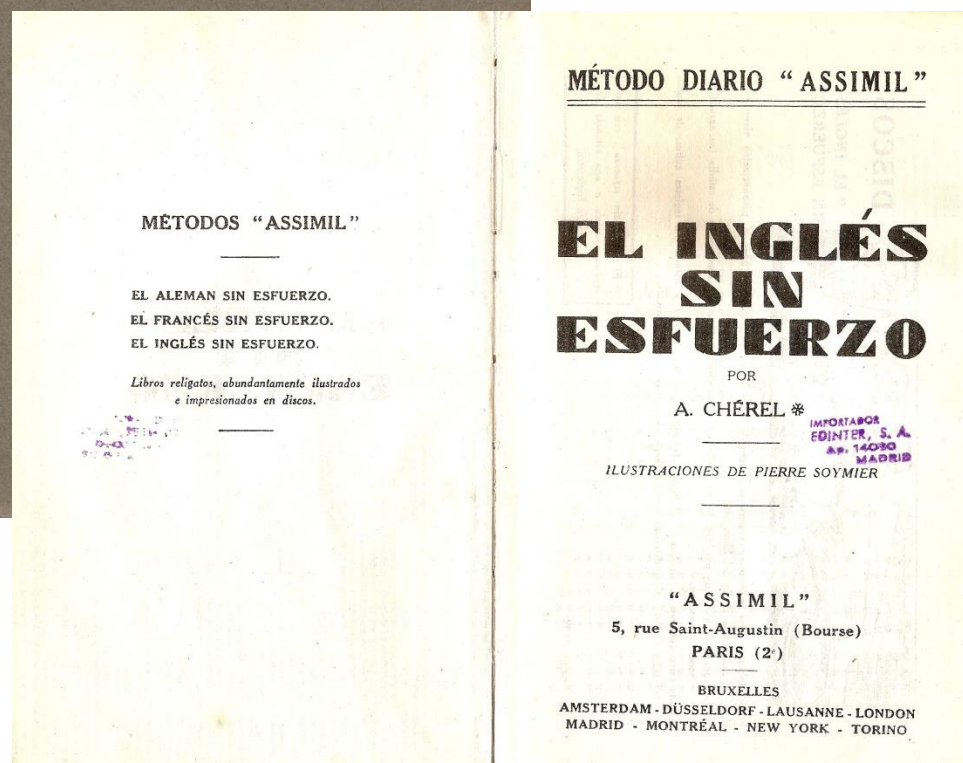 MÉTODOS "ASSIMIL"
EL ALEMAN SIN ESFUERZO.
EL FRANCÉS SIN ESFUERZO.
EL INGLÉS SIN ESFUERZO.
Libros religatos, abundantamente ilustrados
e impresionados en discos.
MÉTODO DIARIO "ASSIMIL"
EL INGLÉS
SIN
ESFUERZO
POR
A. CHÉREL *
IMPORTADOR
EDINTER, S. A.
Ap. 14080
MADRID
ILUSTRACIONES DE PIERRE SOYMIER
"ASSIMIL"
5, rue Saint-Augustin (Bourse)
PARIS (2e)
BRUXELLES
AMSTERDAM - DÜSSELDORF - LAUSANNE - LONDON
MADRID - MONTRÉAL - NEW YORK - TORINO